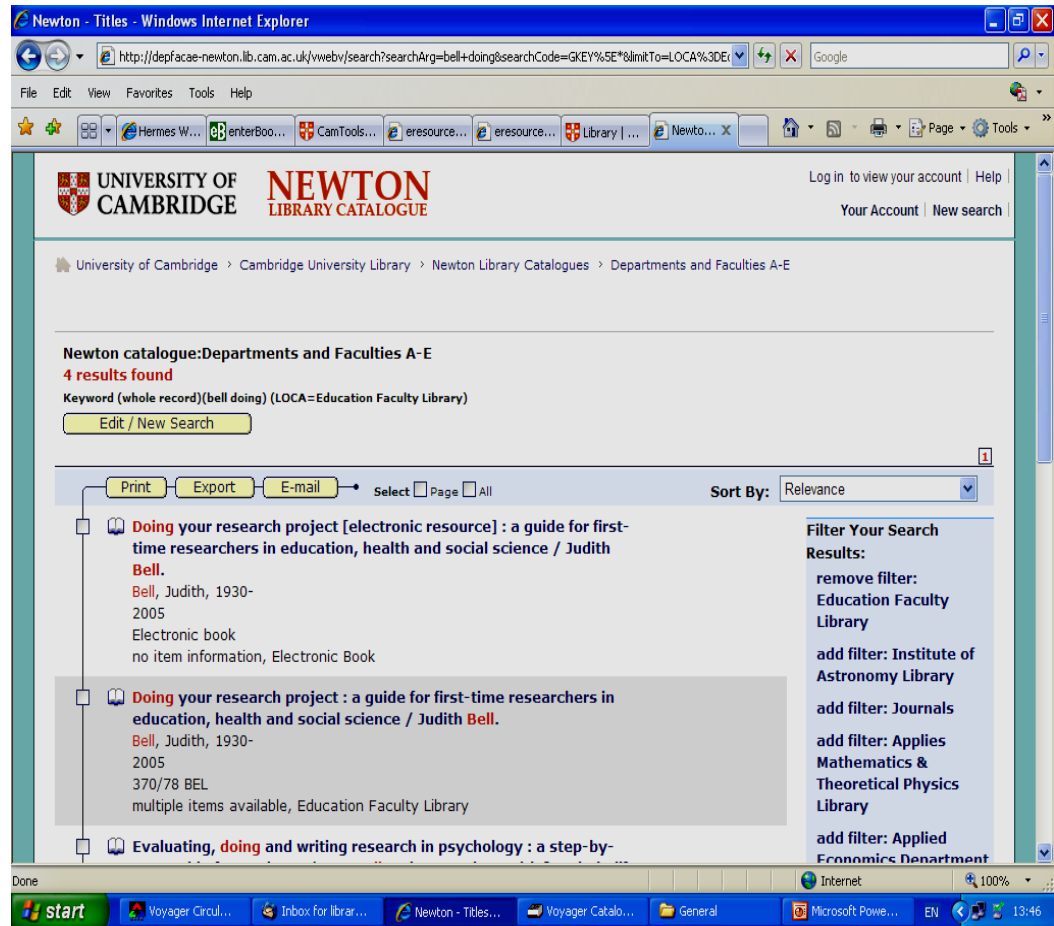 Newton - Titles - Windows Internet Explorer
http://depfacae-newton.lib.cam.ac.uk/vwebv/search?searchArg=bell+doing&searchCode=GKEY%5E*&limitTo=LOCA%3DE
Google
File Edit View Favorites Tools Help
Hermes W... enterBoo... CamTools... eresource... eresource... Library | ... Newto... X Page Tools »
UNIVERSITY OF
CAMBRIDGE
NEWTON
LIBRARY CATALOGUE
Log in to view your account | Help |
Your Account | New search |
University of Cambridge > Cambridge University Library > Newton Library Catalogues > Departments and Faculties A-E
Newton catalogue:Departments and Faculties A-E
4 results found
Keyword (whole record)(bell doing) (LOCA=Education Faculty Library)
Edit / New Search
1
Print Export E-mail Select Page All Sort By: Relevance
Doing your research project [electronic resource] : a guide for first-
time researchers in education, health and social science / Judith
Bell.
Bell, Judith, 1930-
2005
Electronic book
no item information, Electronic Book
Doing your research project : a guide for first-time researchers in
education, health and social science / Judith Bell.
Bell, Judith, 1930-
2005
370/78 BEL
multiple items available, Education Faculty Library
Evaluating, doing and writing research in psychology : a step-by-
Filter Your Search
Results:
remove filter:
Education Faculty
Library
add filter: Institute of
Astronomy Library
add filter: Journals
add filter: Applies
Mathematics &
Theoretical Physics
Library
add filter: Applied
Economics Department
Done Internet 100%
start Voyager Circul... Inbox for librar... Newton - Titles... Voyager Catalo... General Microsoft Powe... EN 13:46